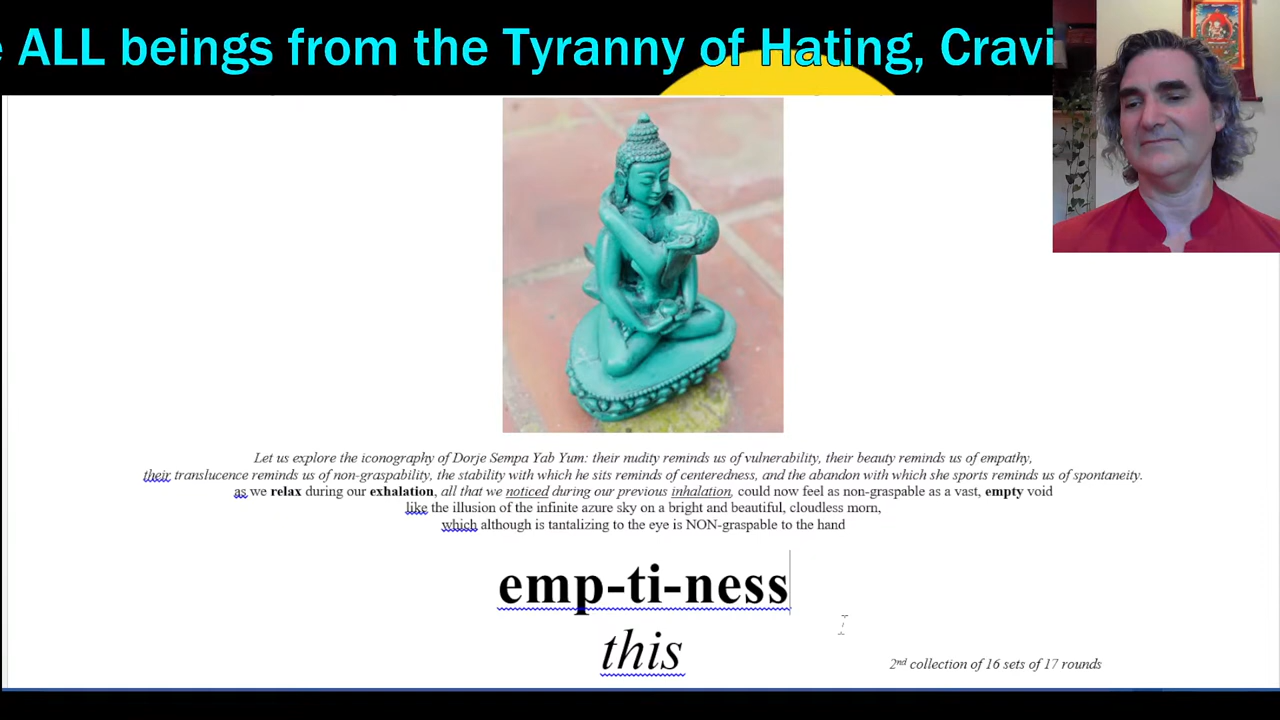 ALL beings from the Tyranny of Hating, Cravi
Let us explore the iconography of Dorje Sempa Yab Yum: their nudity reminds us of vulnerability, their beauty reminds us of empathy,
their translucence reminds us of non-graspability, the stability with which he sits reminds of centeredness, and the abandon with which she sports reminds us of spontaneity.
as we relax during our exhalation, all that we noticed during our previous inhalation, could now feel as non-graspable as a vast, empty void
like the illusion of the infinite azure sky on a bright and beautiful, cloudless morn,
which although is tantalizing to the eye is NON-graspable to the hand
emp-ti-ness
this
2nd collection of 16 sets of 17 rounds